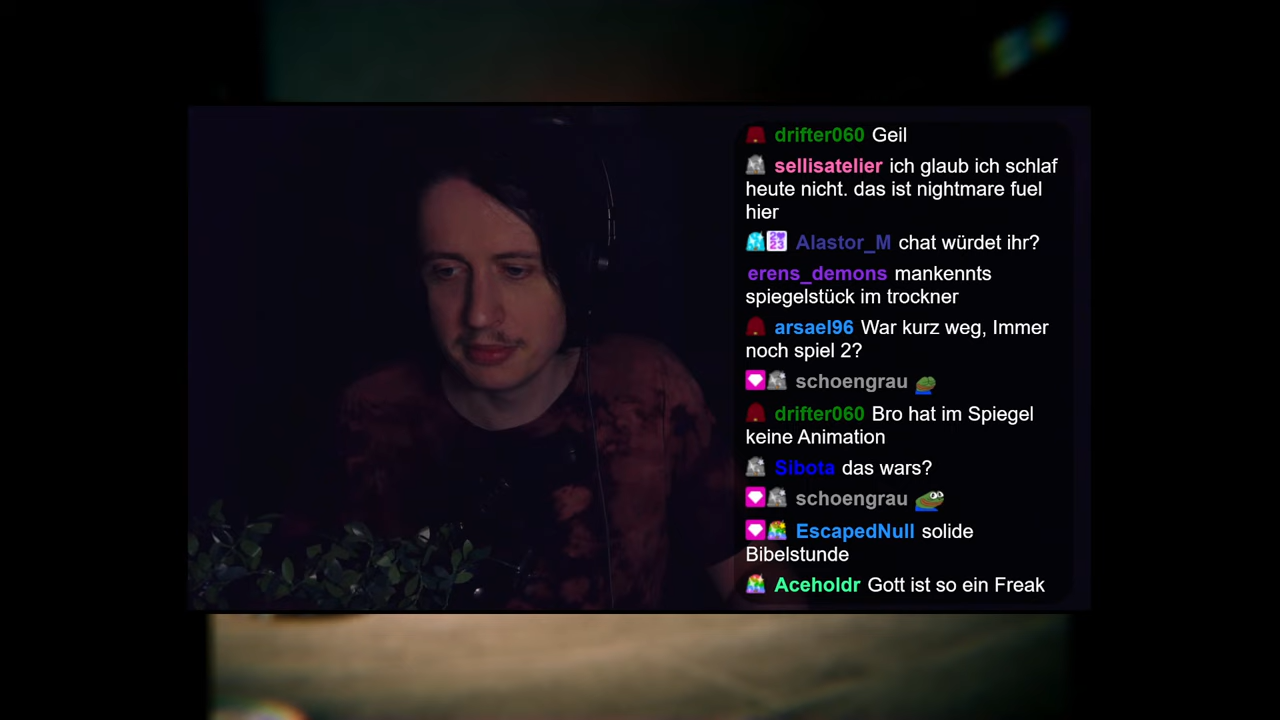 drifter060 Geil
sellisatelier ich glaub ich schlaf
heute nicht. das ist nightmare fuel
hier
Alastor_M chat würdet ihr?
erens_demons mankennts
spiegelstück im trockner
arsael96 War kurz weg, Immer
noch spiel 2?
schoengrau
drifter060 Bro hat im Spiegel
keine Animation
Sibota das wars?
schoengrau
EscapedNull solide
Bibelstunde
Aceholdr Gott ist so ein Freak